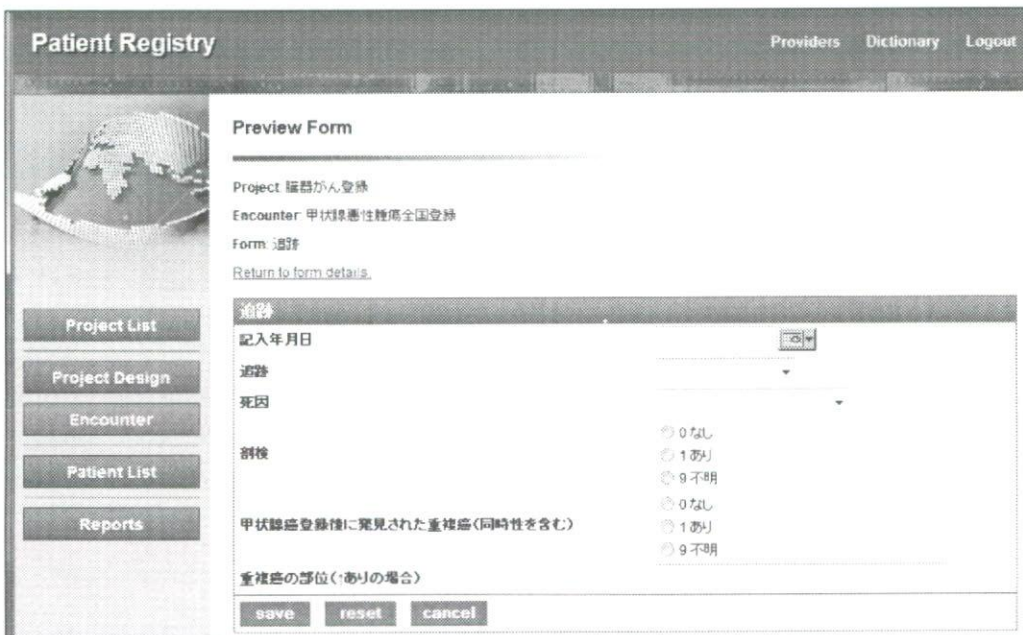 Patient Registry
Providers Dictionary Logout
Preview Form
Project: 臓器がん登録
Encounter: 甲状腺悪性腫瘍全国登録
Form: 追跡
Return to form details.
Project List
Project Design
Encounter
Patient List
Reports
追跡
記入年月日
追跡
死因
剖検
0 なし
1 あり
9 不明
甲状腺癌登録後に発見された重複癌(同時性を含む)
0 なし
1 あり
9 不明
重複癌の部位(↑ありの場合)
save reset cancel